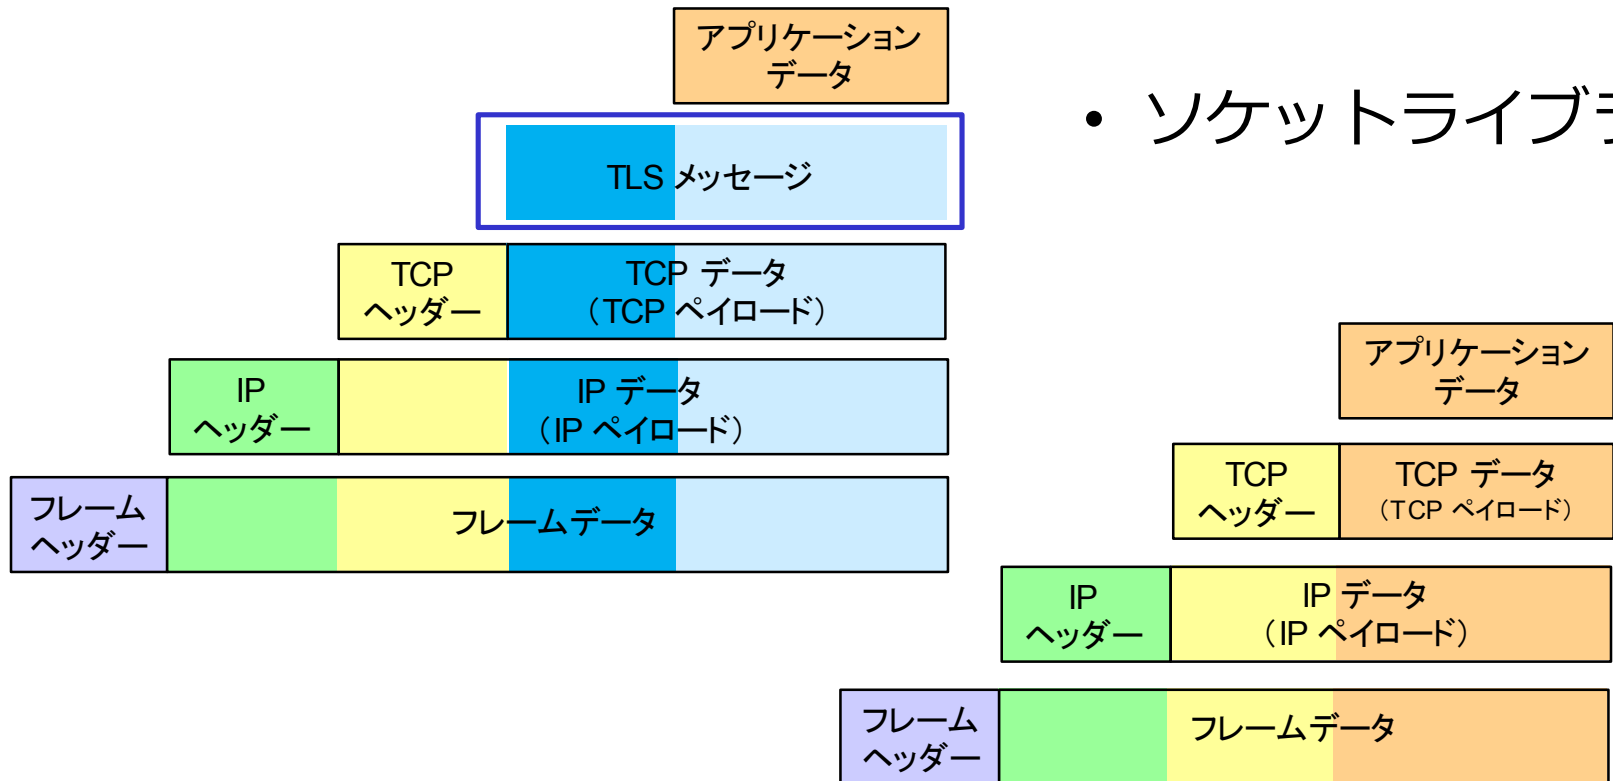 アプリケーション
データ
TLS メッセージ
TCP
ヘッダー
TCP データ
（TCP ペイロード）
IP
ヘッダー
IP データ
（IP ペイロード）
フレーム
ヘッダー
フレームデータ
• ソケットライブラ
アプリケーション
データ
TCP
ヘッダー
TCP データ
（TCP ペイロード）
IP
ヘッダー
IP データ
（IP ペイロード）
フレーム
ヘッダー
フレームデータ